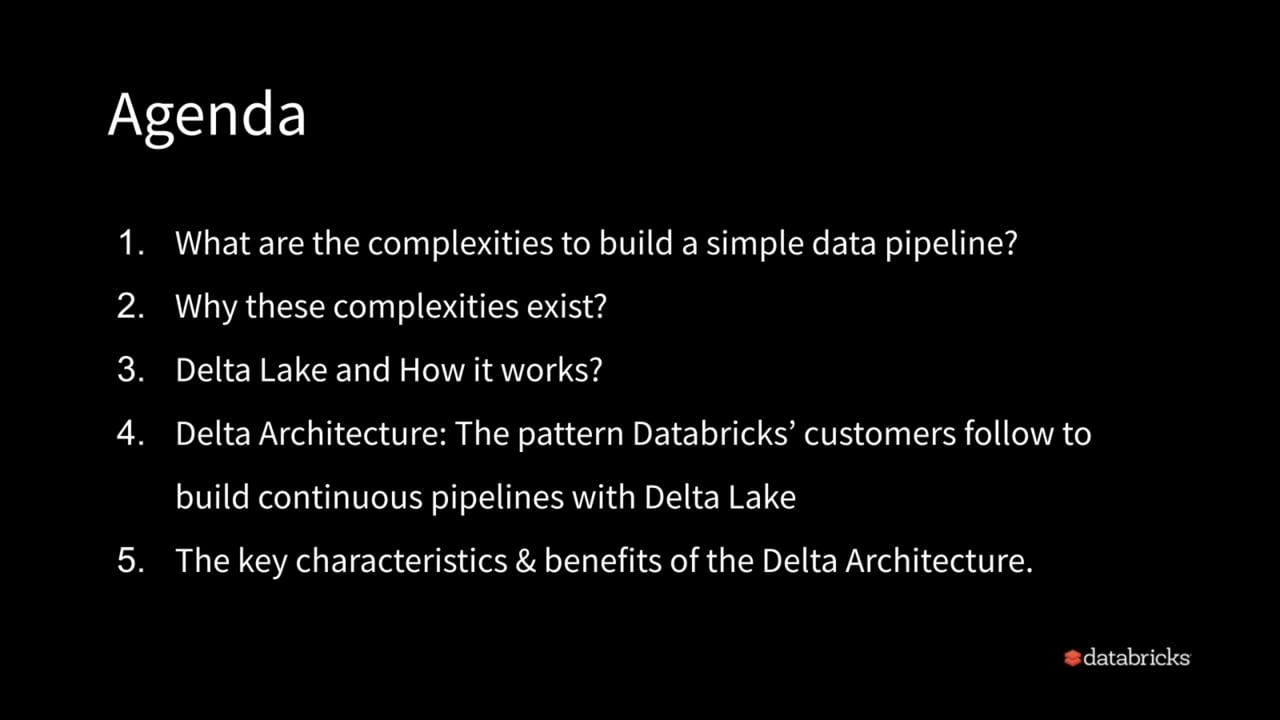 Agenda
1. What are the complexities to build a simple data pipeline?
2. Why these complexities exist?
3. Delta Lake and How it works?
4. Delta Architecture: The pattern Databricks’ customers follow to
build continuous pipelines with Delta Lake
5. The key characteristics & benefits of the Delta Architecture.
databricks